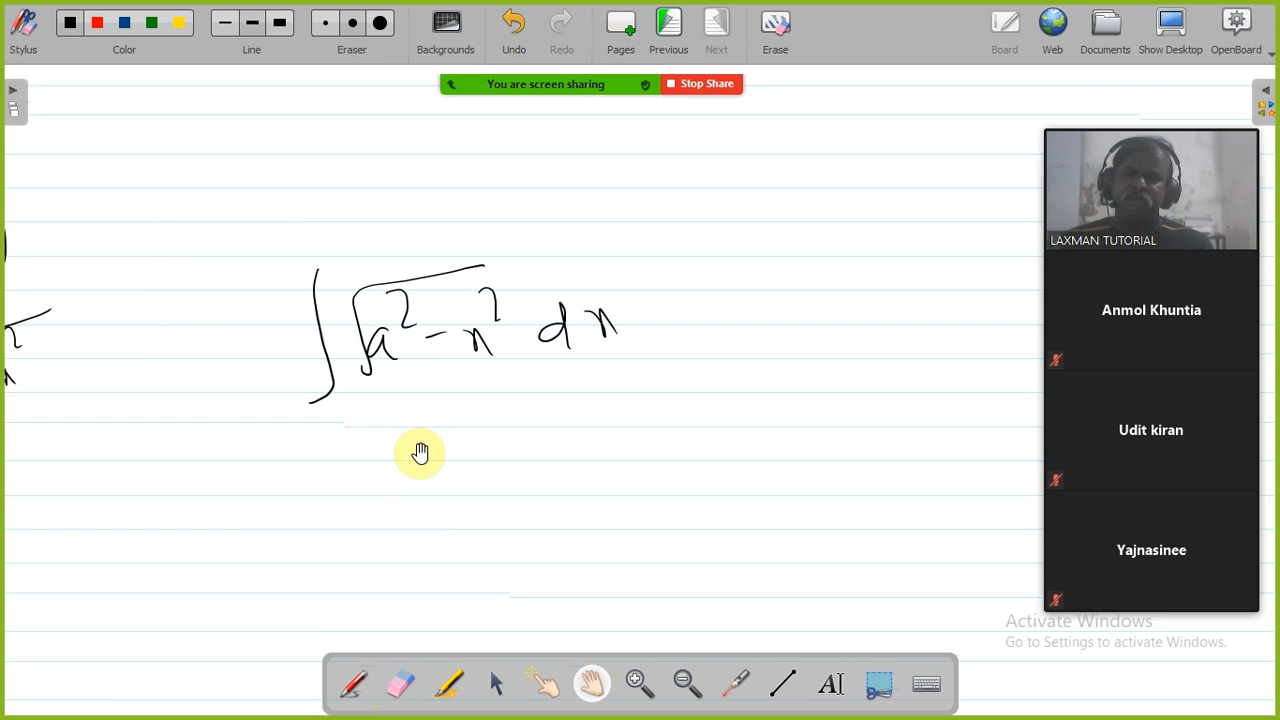 Stylus Color Line Eraser Backgrounds Undo Redo Pages Previous Next Erase Board Web Documents Show Desktop OpenBoard
You are screen sharing Stop Share
LAXMAN TUTORIAL
Anmol Khuntia
∫ √(a² - x²) dx
Udit kiran
Yajnasinee
Activate Windows
Go to Settings to activate Windows.